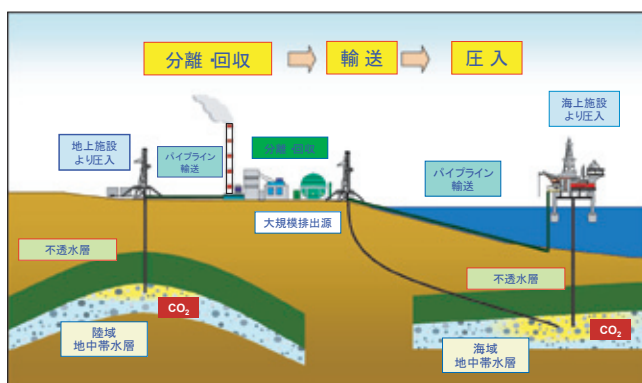 分離・回収
輸 送
圧 入
海上施設
より圧入
地上施設
より圧入
パイプライン
輸送
分離・回収
パイプライン
輸送
大規模排出源
不透水層
不透水層
CO2
CO2
陸域
地中帯水層
海域
地中帯水層